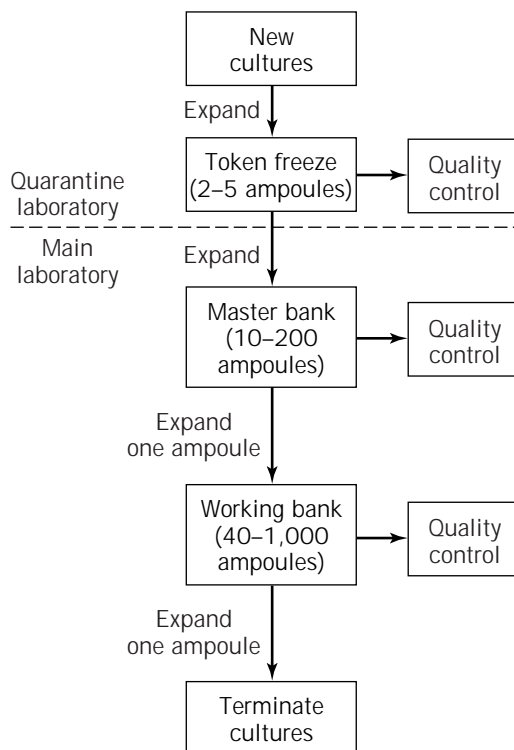 New
cultures
Expand
Token freeze
(2–5 ampoules)
Quality
control
Quarantine
laboratory
Main
laboratory
Expand
Master bank
(10–200
ampoules)
Quality
control
Expand
one ampoule
Working bank
(40–1,000
ampoules)
Quality
control
Expand
one ampoule
Terminate
cultures